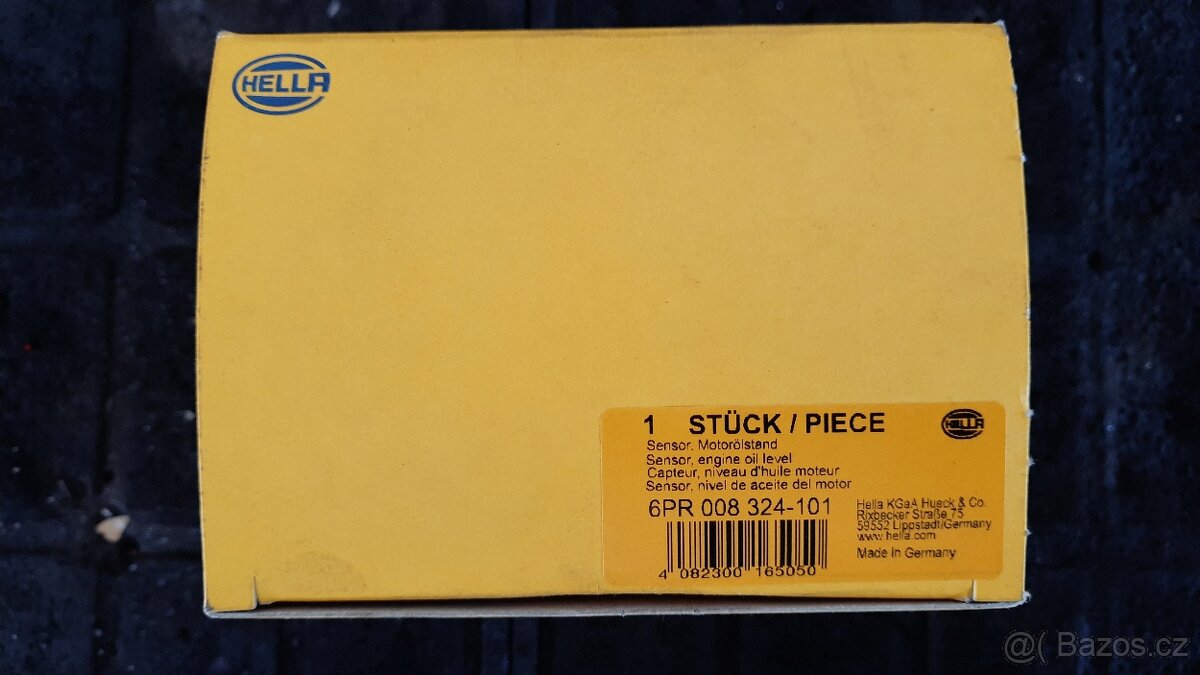 HELLA
1 STÜCK / PIECE
HELLA
Sensor, Motorölstand
Sensor, engine oil level
Capteur, niveau d'huile moteur
Sensor, nivel de aceite del motor
6PR 008 324-101
Hella KGaA Hueck & Co.
Rixbecker Straße 75
59552 Lippstadt/Germany
www.hella.com
Made in Germany
4 082300 165050
@( Bazos.cz